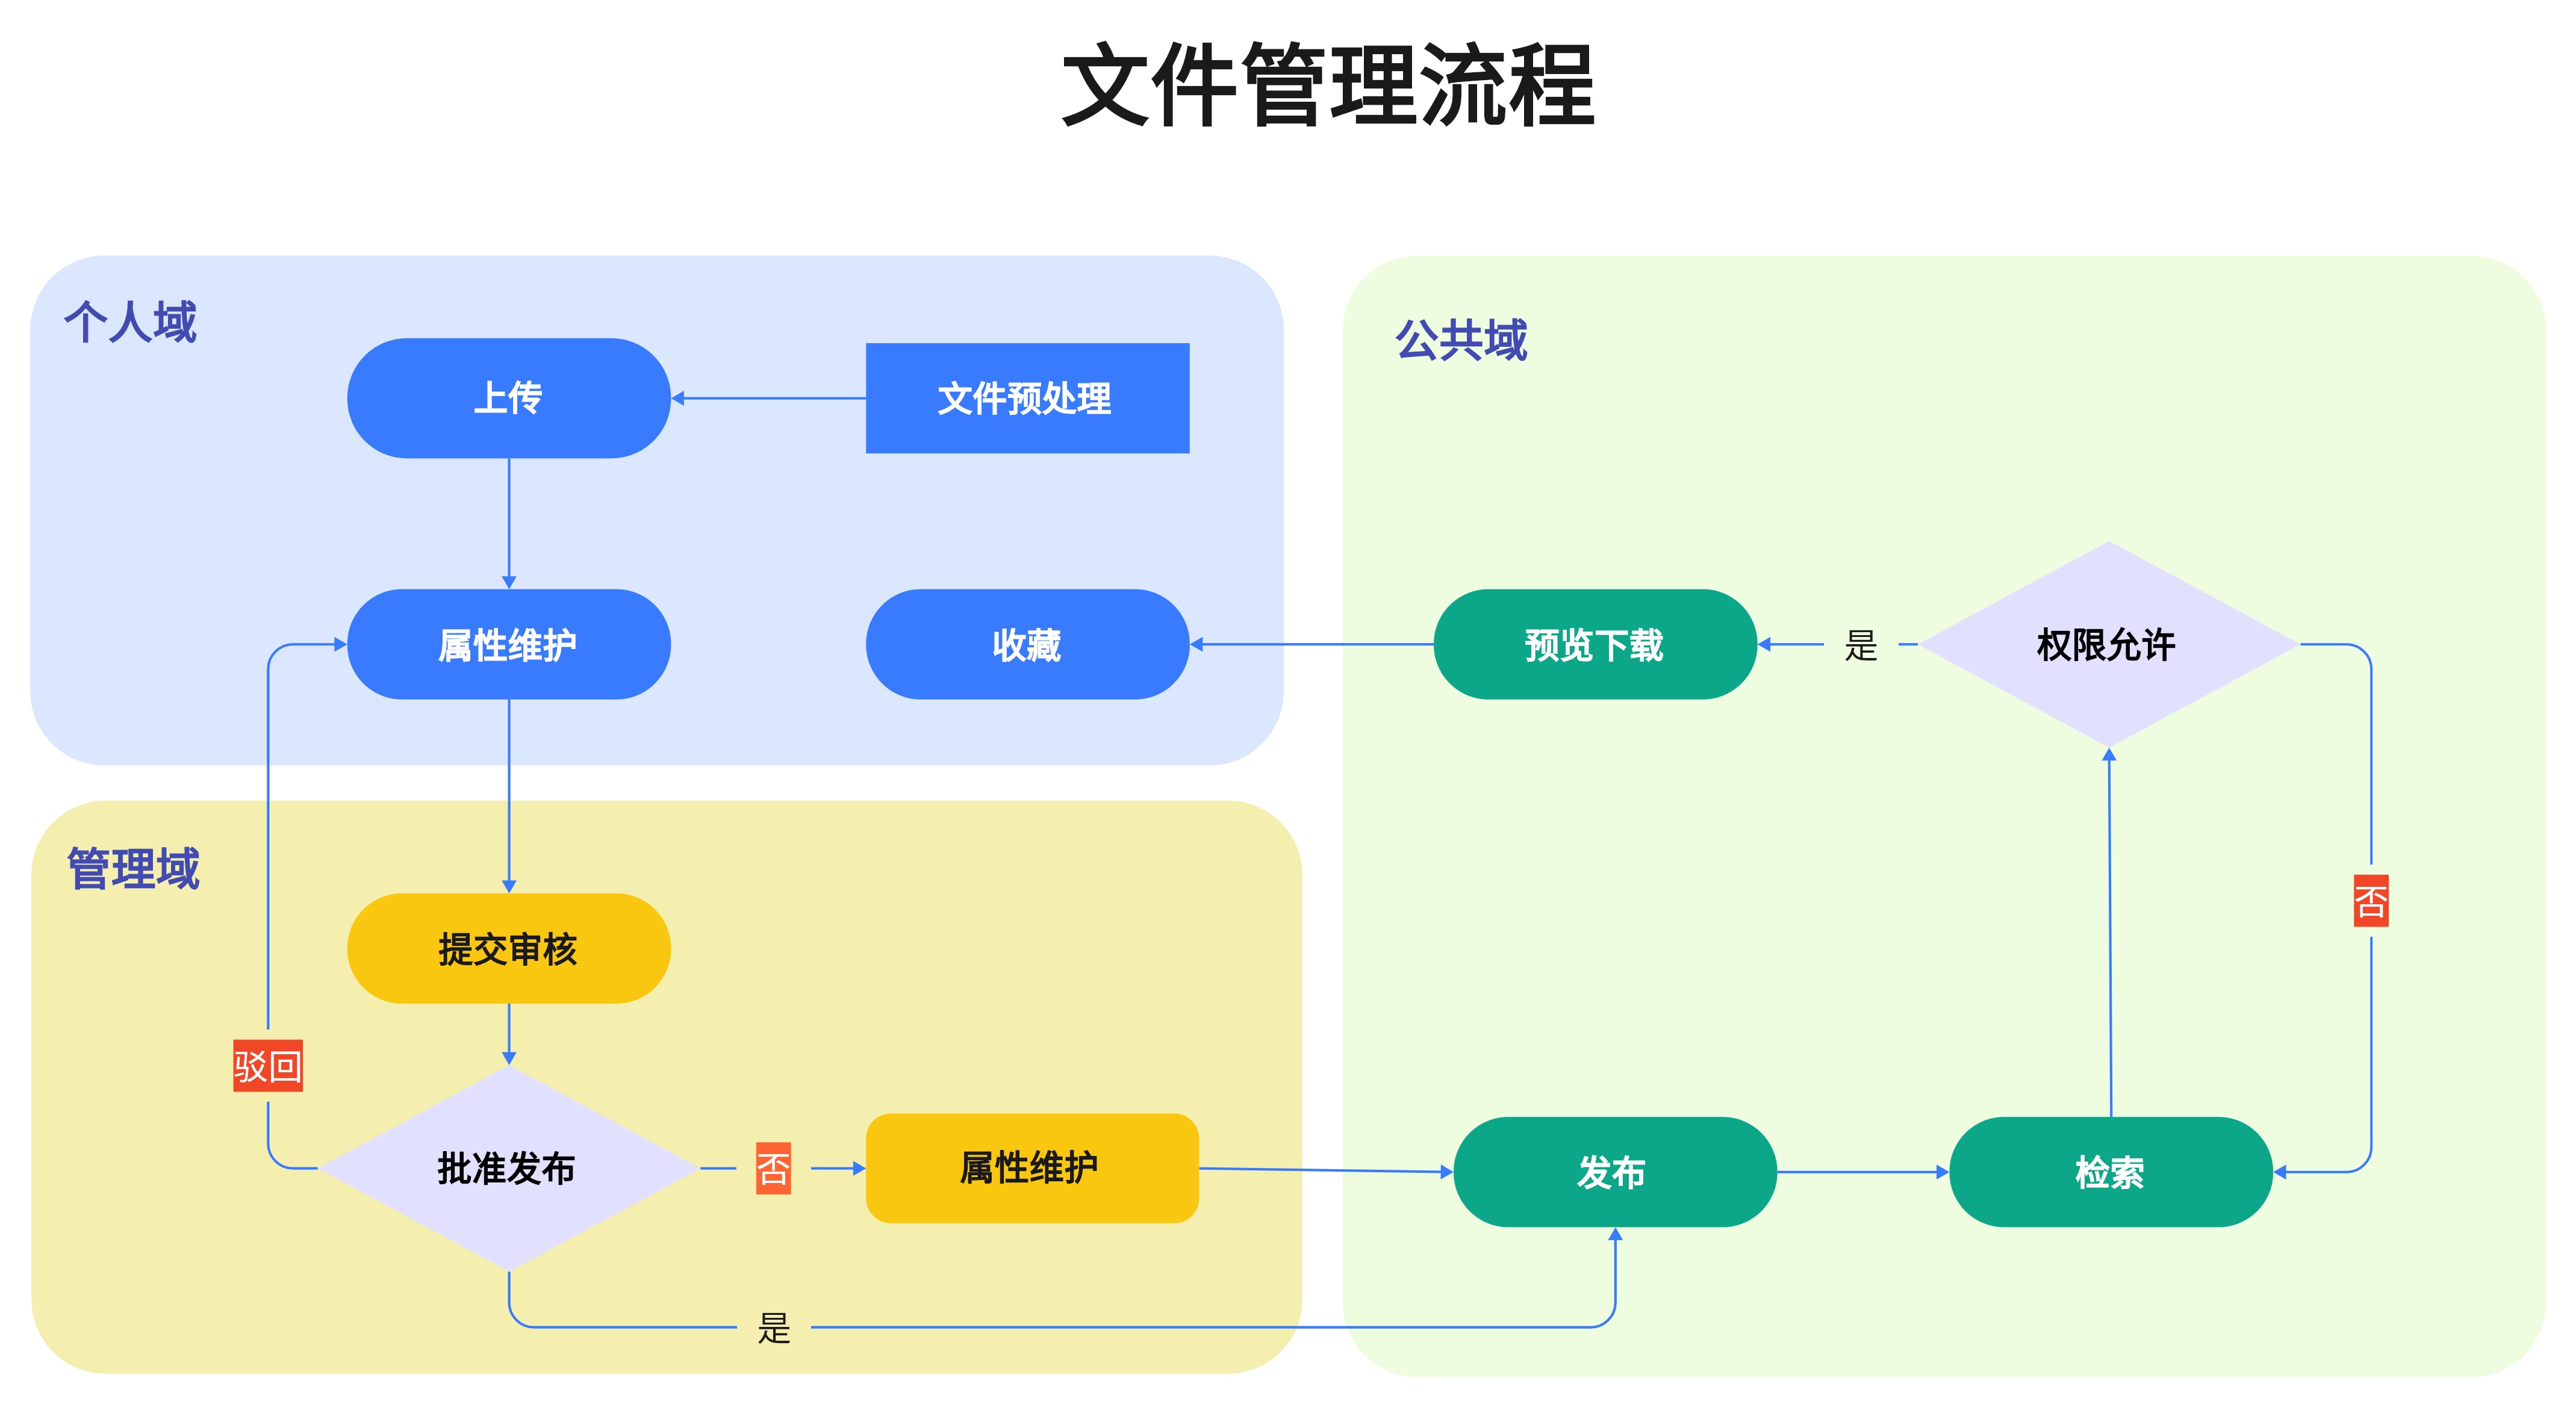 文件管理流程
个人域
上传
文件预处理
属性维护
收藏
管理域
提交审核
驳回
批准发布
否
属性维护
是
公共域
预览下载
是
权限允许
否
发布
检索